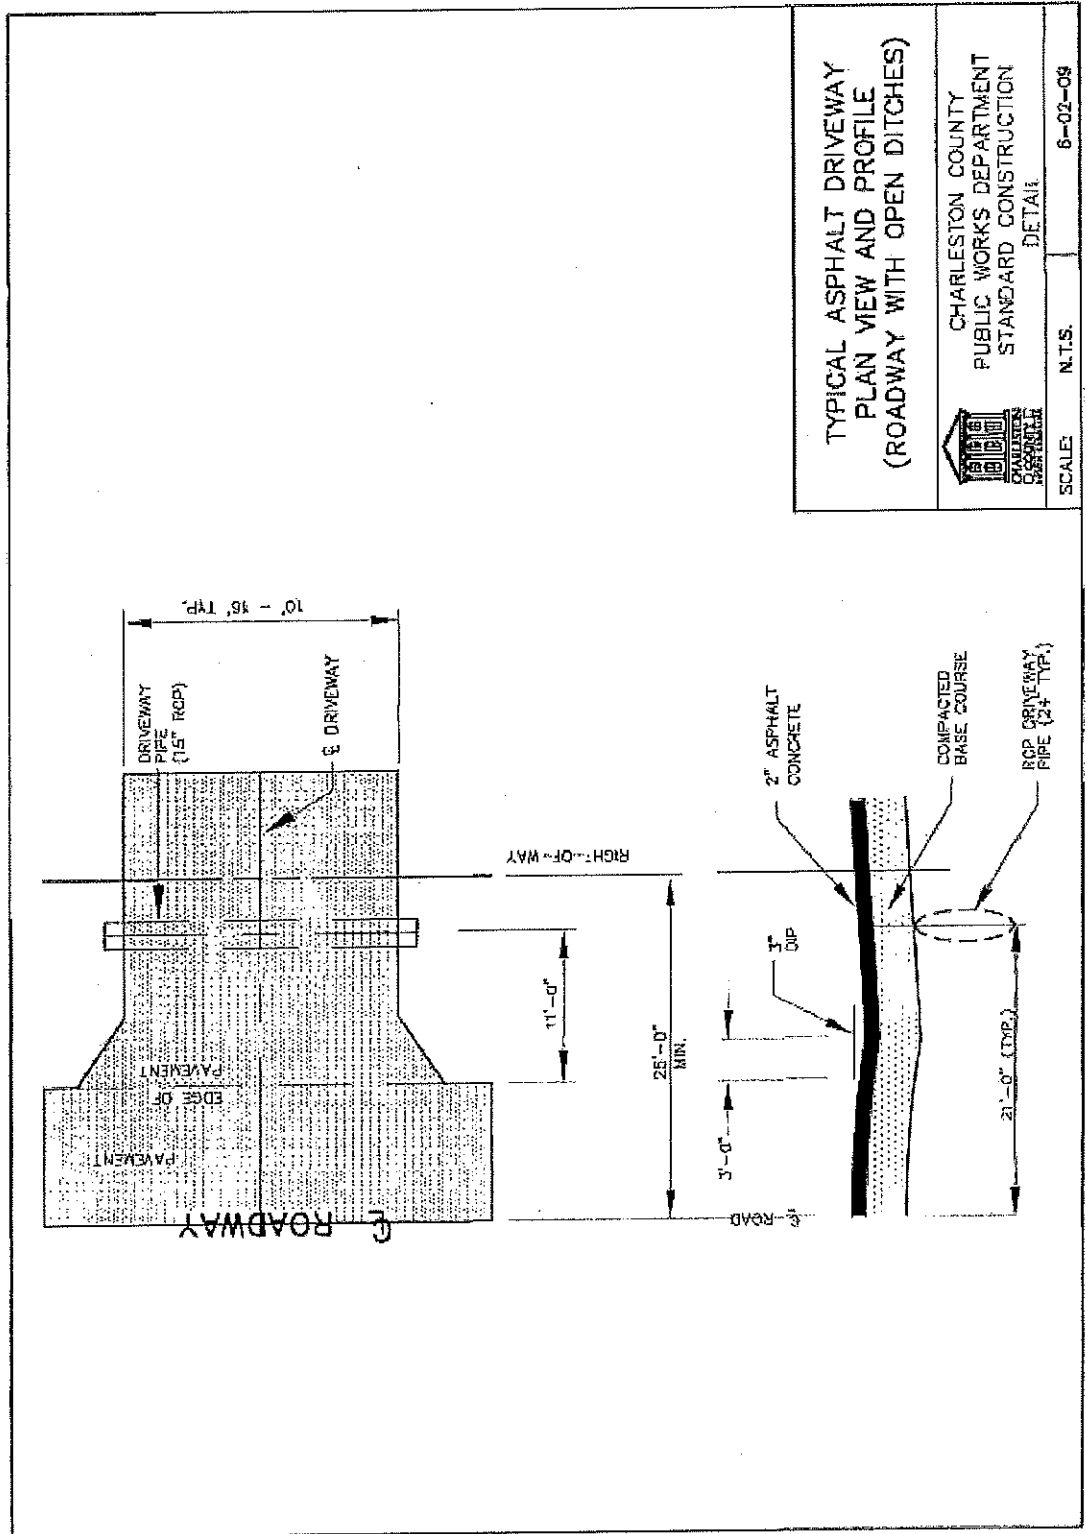 TYPICAL ASPHALT DRIVEWAY
PLAN VIEW AND PROFILE
(ROADWAY WITH OPEN DITCHES)
CHARLESTON COUNTY
PUBLIC WORKS DEPARTMENT
STANDARD CONSTRUCTION
DETAIL
CHARLESTON
COUNTY
SCALE: N.T.S.
6-02-09
10' - 16' TYP.
DRIVEWAY
PIPE
(15" RCP)
℄ DRIVEWAY
RIGHT-OF-WAY
EDGE OF
PAVEMENT
PAVEMENT
℄ ROADWAY
11'-0"
25'-0"
MIN.
2" ASPHALT
CONCRETE
3"
DIP
3'-0"
℄ ROAD
COMPACTED
BASE COURSE
RCP DRIVEWAY
PIPE (24" TYP.)
21'-0" (TYP.)